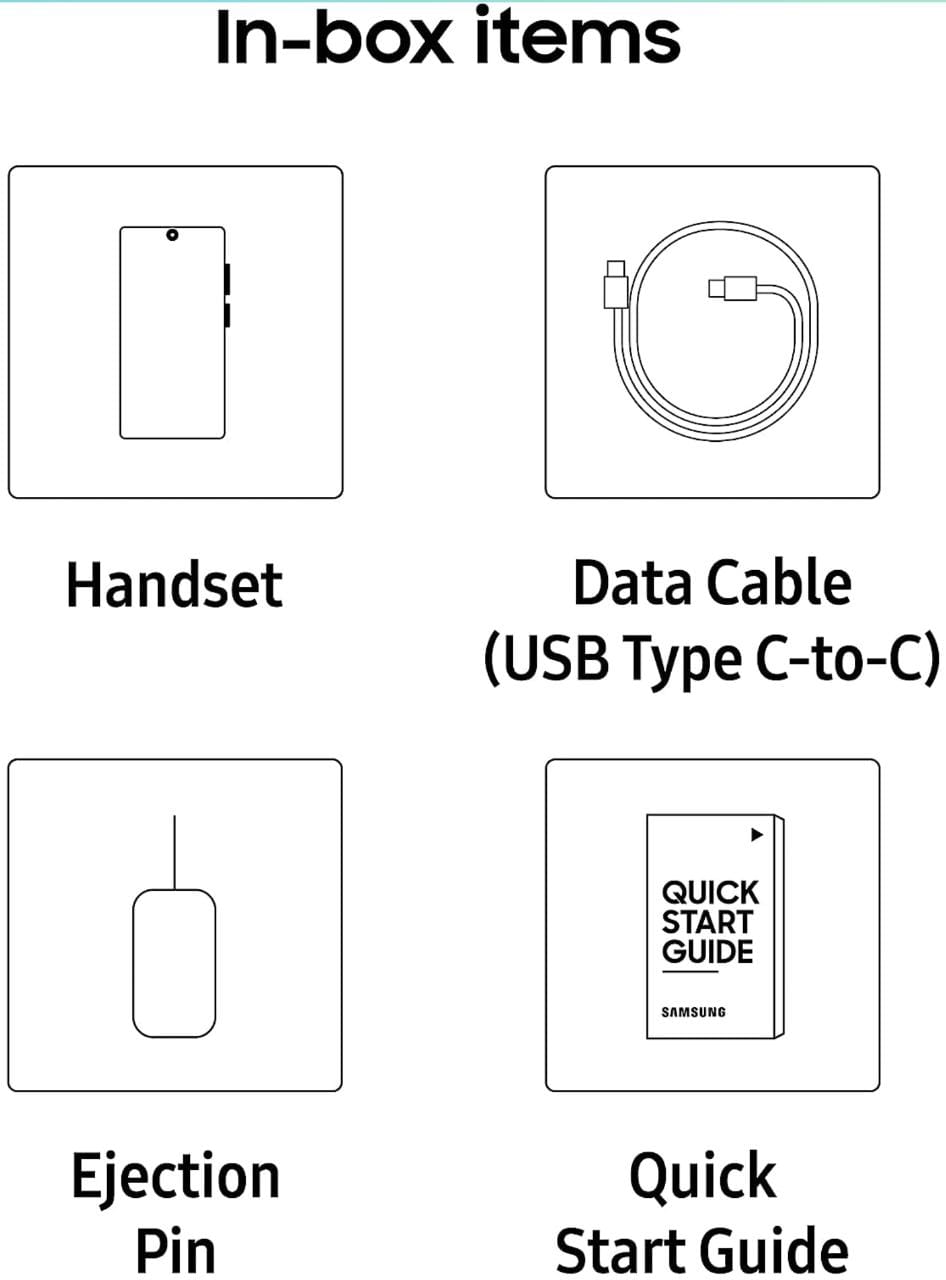 In-box items
Handset
Data Cable
(USB Type C-to-C)
QUICK
START
GUIDE
SAMSUNG
Ejection
Pin
Quick
Start Guide